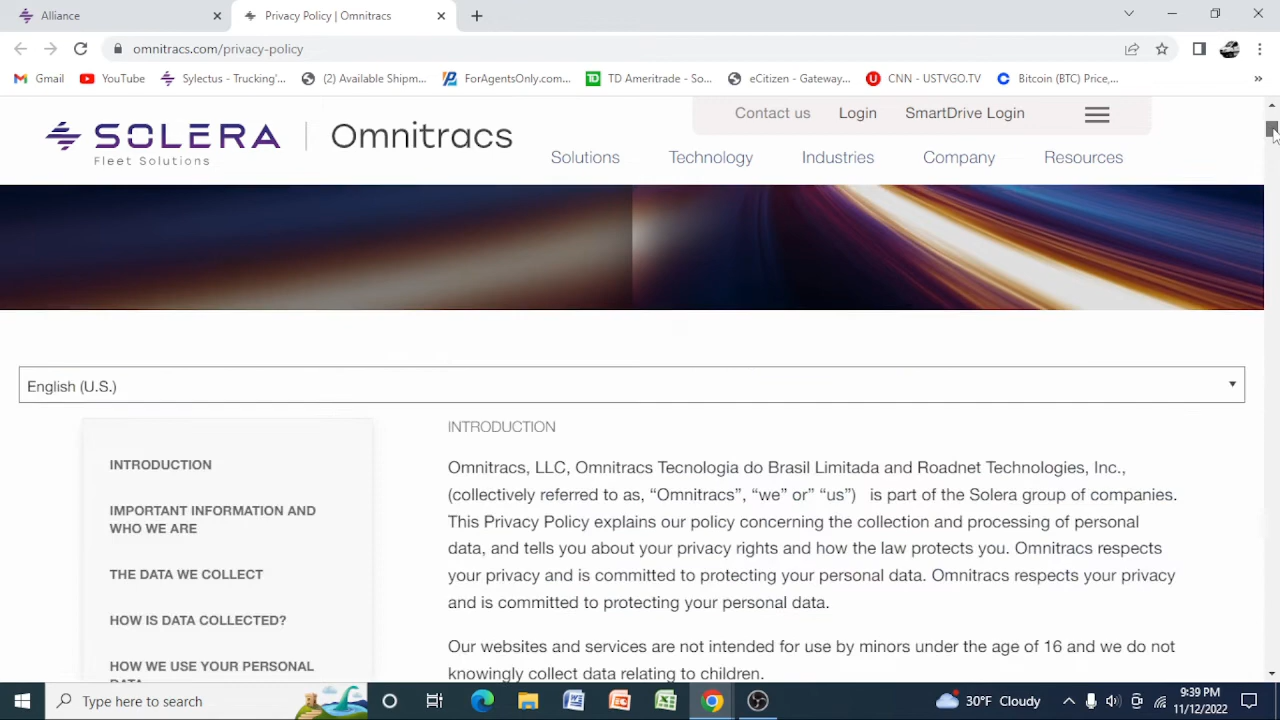 Alliance
Privacy Policy | Omnitracs
omnitracs.com/privacy-policy
Gmail
YouTube
Sylectus - Trucking'...
(2) Available Shipm...
ForAgentsOnly.com...
TD Ameritrade - So...
eCitizen - Gateway...
CNN - USTVGO.TV
Bitcoin (BTC) Price,...
»
Contact us Login SmartDrive Login
SOLERA
Fleet Solutions
Omnitracs
Solutions Technology Industries Company Resources
English (U.S.)
INTRODUCTION
IMPORTANT INFORMATION AND
WHO WE ARE
THE DATA WE COLLECT
HOW IS DATA COLLECTED?
HOW WE USE YOUR PERSONAL
DATA
INTRODUCTION
Omnitracs, LLC, Omnitracs Tecnologia do Brasil Limitada and Roadnet Technologies, Inc.,
(collectively referred to as, “Omnitracs”, “we” or” “us”) is part of the Solera group of companies.
This Privacy Policy explains our policy concerning the collection and processing of personal
data, and tells you about your privacy rights and how the law protects you. Omnitracs respects
your privacy and is committed to protecting your personal data. Omnitracs respects your privacy
and is committed to protecting your personal data.
Our websites and services are not intended for use by minors under the age of 16 and we do not
knowingly collect data relating to children.
Type here to search
30°F Cloudy
9:39 PM
11/12/2022